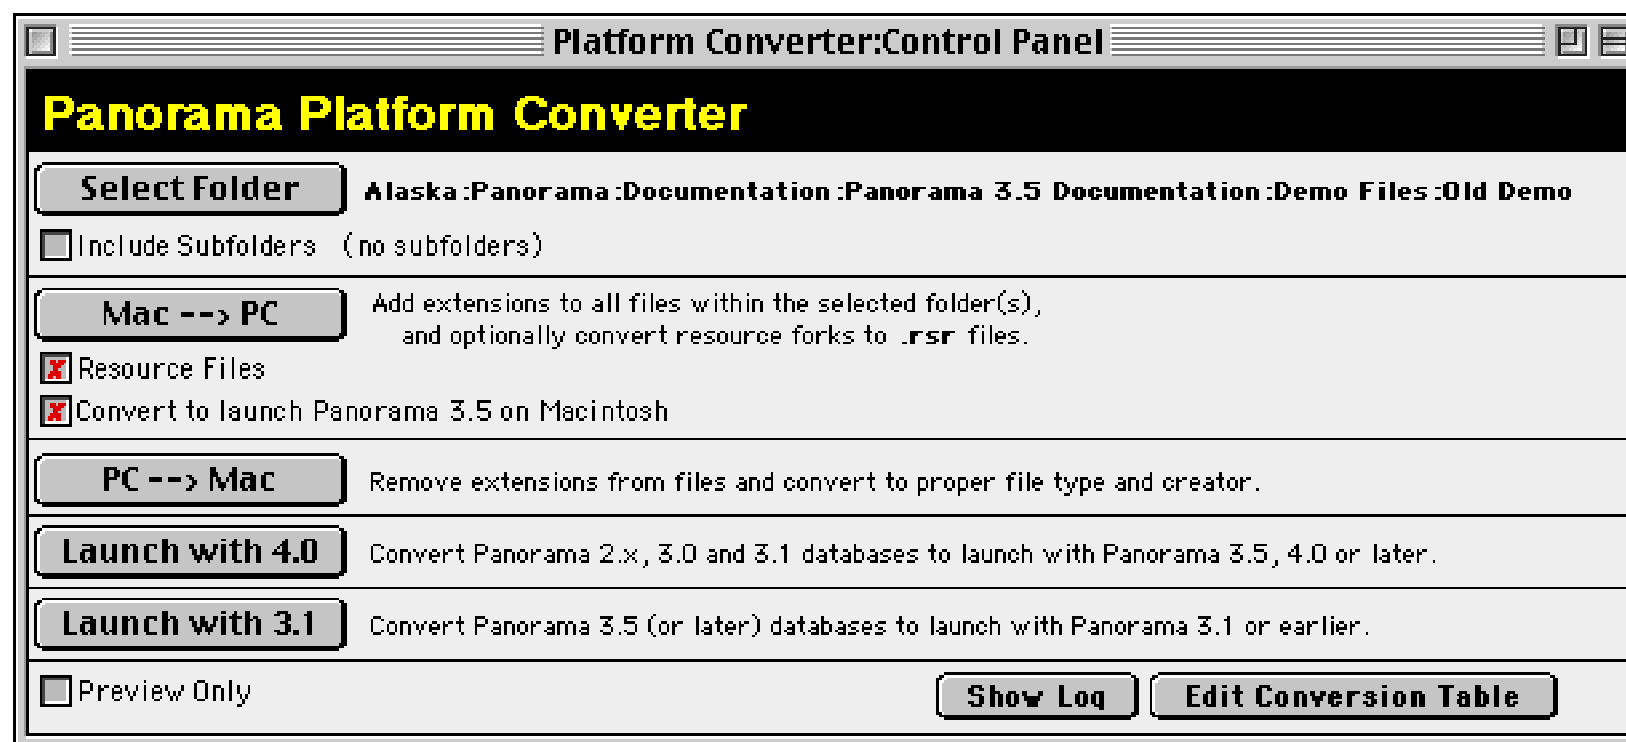 Platform Converter:Control Panel
Panorama Platform Converter
Select Folder Alaska:Panorama:Documentation:Panorama 3.5 Documentation:Demo Files:Old Demo
Include Subfolders (no subfolders)
Mac --> PC Add extensions to all files within the selected folder(s),
and optionally convert resource forks to .rsr files.
Resource Files
Convert to launch Panorama 3.5 on Macintosh
PC --> Mac Remove extensions from files and convert to proper file type and creator.
Launch with 4.0 Convert Panorama 2.x, 3.0 and 3.1 databases to launch with Panorama 3.5, 4.0 or later.
Launch with 3.1 Convert Panorama 3.5 (or later) databases to launch with Panorama 3.1 or earlier.
Preview Only Show Log Edit Conversion Table